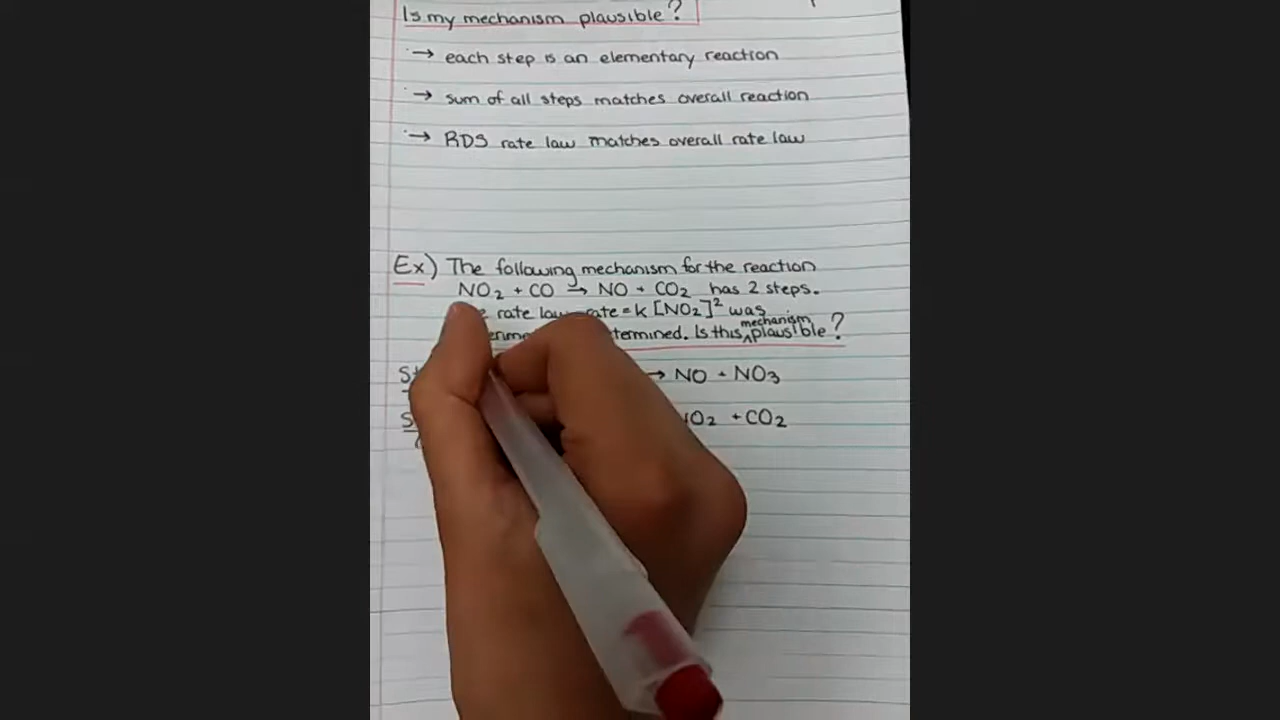 Is my mechanism plausible?
→ each step is an elementary reaction
→ sum of all steps matches overall reaction
→ RDS rate law matches overall rate law
Ex) The following mechanism for the reaction
NO₂ + CO → NO + CO₂ has 2 steps.
rate law rate = k [NO₂]² was
mechanism
Is this ^ plausible?
→ NO + NO₃
+ CO₂